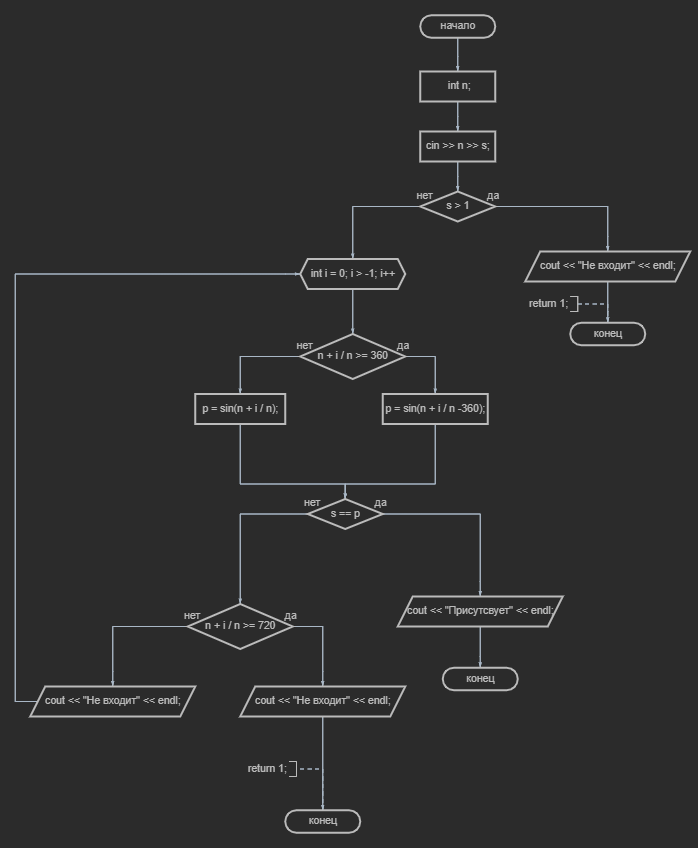 начало
int n;
cin >> n >> s;
нет
да
s > 1
cout << "Не входит" << endl;
return 1;
конец
int i = 0; i > -1; i++
нет
да
n + i / n >= 360
p = sin(n + i / n);
p = sin(n + i / n -360);
нет
да
s == p
cout << "Присутсвует" << endl;
конец
нет
да
n + i / n >= 720
cout << "Не входит" << endl;
cout << "Не входит" << endl;
return 1;
конец